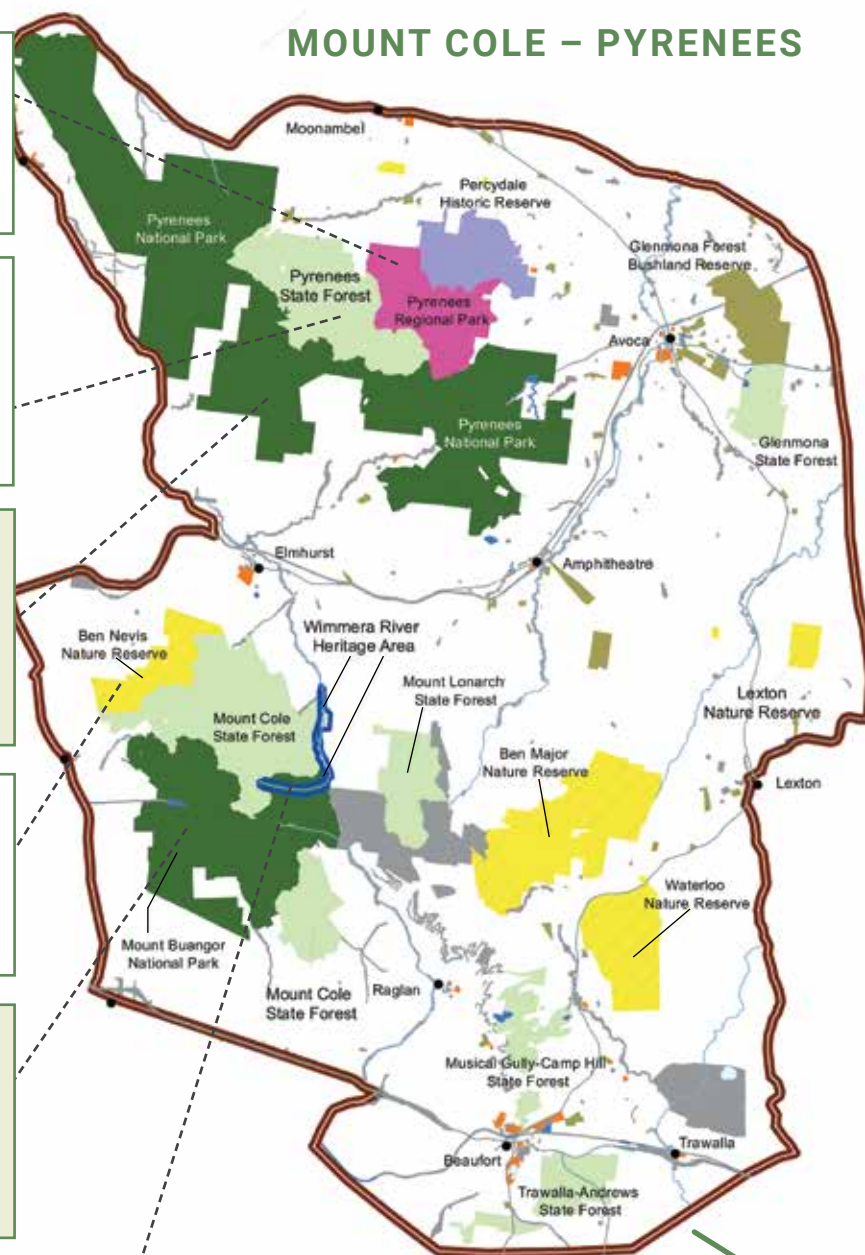 MOUNT COLE – PYRENEES
Moonambel
Percydale
Historic Reserve
Pyrenees
National Park
Glenmona Forest
Bushland Reserve
Pyrenees
State Forest
Pyrenees
Regional Park
Avoca
Pyrenees
National Park
Glenmona
State Forest
Elmhurst
Amphitheatre
Ben Nevis
Nature Reserve
Wimmera River
Heritage Area
Mount Lonarch
State Forest
Lexton
Nature Reserve
Mount Cole
State Forest
Ben Major
Nature Reserve
Lexton
Waterloo
Nature Reserve
Mount Buangor
National Park
Mount Cole
State Forest
Raglan
Musical Gully-Camp Hill
State Forest
Beaufort
Trawalla
Trawalla-Andrews
State Forest